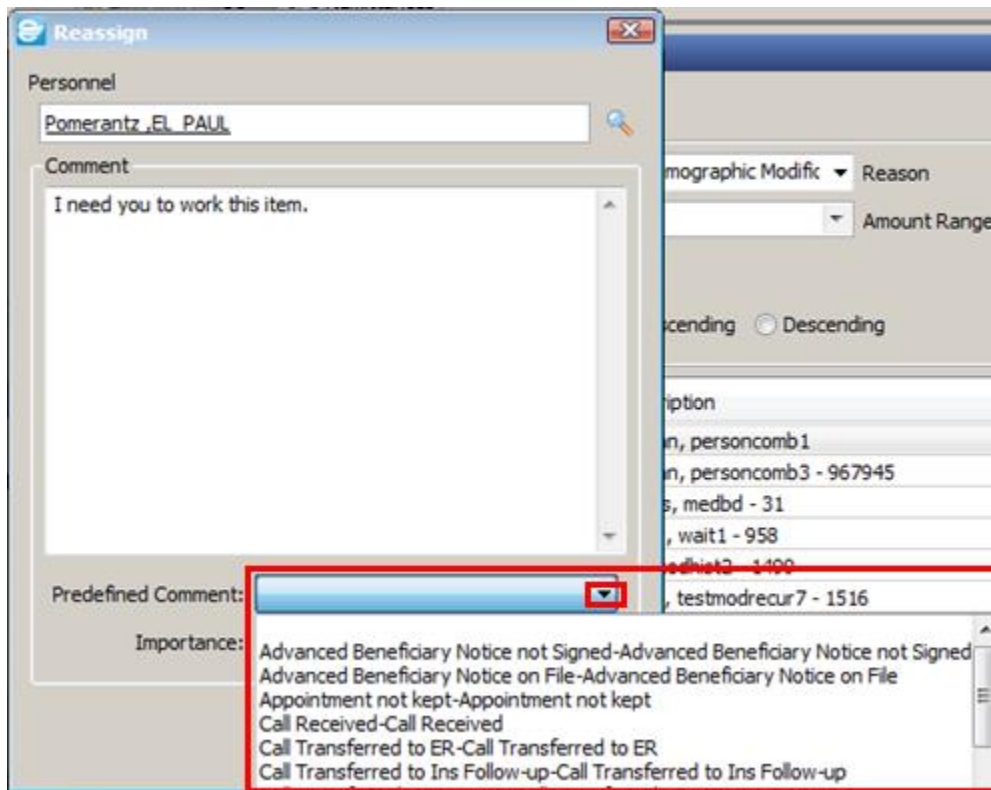 Reassign
Personnel
Pomerantz ,EL PAUL
Comment
I need you to work this item.
Predefined Comment:
Importance:
Advanced Beneficiary Notice not Signed-Advanced Beneficiary Notice not Signed
Advanced Beneficiary Notice on File-Advanced Beneficiary Notice on File
Appointment not kept-Appointment not kept
Call Received-Call Received
Call Transferred to ER-Call Transferred to ER
Call Transferred to Ins Follow-up-Call Transferred to Ins Follow-up
mographic Modific Reason
Amount Range
cending Descending
iption
n, personcomb1
n, personcomb3 - 967945
s, medbd - 31
, wait1 - 958
, testmodrecur7 - 1516